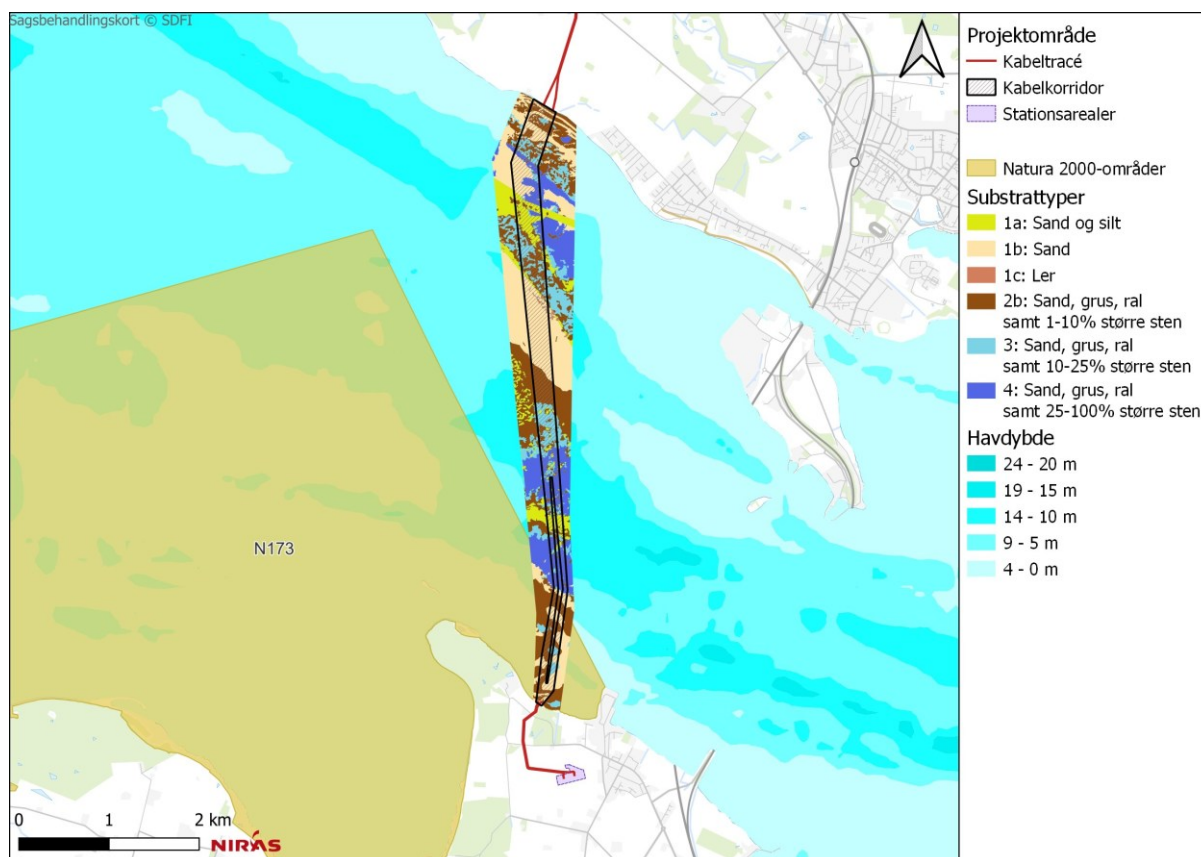 Sagsbehandlingskort © SDFI
N173
0 1 2 km
NIRAS
Projektområde
Kabeltracé
Kabelkorridor
Stationsarealer
Natura 2000-områder
Substrattyper
1a: Sand og silt
1b: Sand
1c: Ler
2b: Sand, grus, ral
samt 1-10% større sten
3: Sand, grus, ral
samt 10-25% større sten
4: Sand, grus, ral
samt 25-100% større sten
Havdybde
24 - 20 m
19 - 15 m
14 - 10 m
9 - 5 m
4 - 0 m